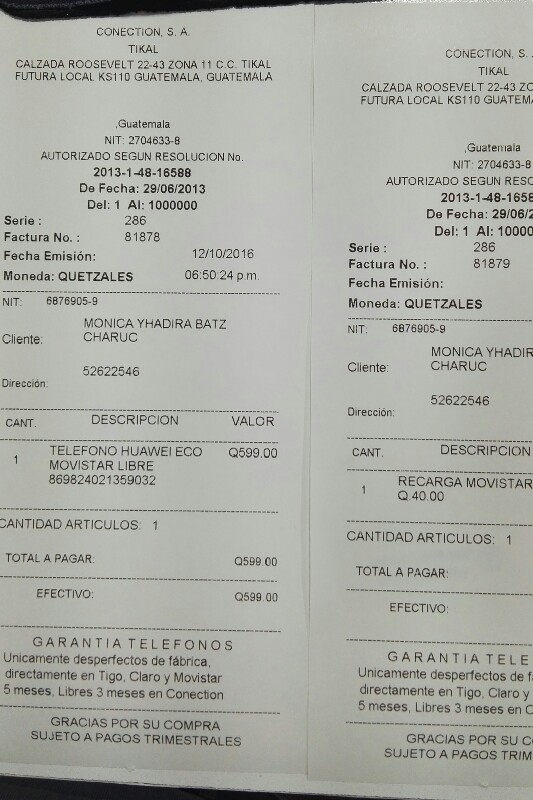 CONECTION, S. A.
TIKAL
CALZADA ROOSEVELT 22-43 ZONA 11 C.C. TIKAL
FUTURA LOCAL KS110 GUATEMALA, GUATEMALA
,Guatemala
NIT: 2704633-8
AUTORIZADO SEGUN RESOLUCION No.
2013-1-48-16588
De Fecha: 29/06/2013
Del: 1 Al: 1000000
Serie : 286
Factura No. : 81878
Fecha Emisión: 12/10/2016
Moneda: QUETZALES 06:50:24 p.m.
NIT: 6876905-9
MONICA YHADIRA BATZ
Cliente: CHARUC
52622546
Dirección:
CANT. DESCRIPCION VALOR
1 TELEFONO HUAWEI ECO Q599.00
MOVISTAR LIBRE
869824021359032
CANTIDAD ARTICULOS: 1
TOTAL A PAGAR: Q599.00
EFECTIVO: Q599.00
GARANTIA TELEFONOS
Unicamente desperfectos de fábrica,
directamente en Tigo, Claro y Movistar
5 meses, Libres 3 meses en Conection
GRACIAS POR SU COMPRA
SUJETO A PAGOS TRIMESTRALES
CONECTION, S.
TIKAL
CALZADA ROOSEVELT 22-43 ZO
FUTURA LOCAL KS110 GUATEMA
,Guatemala
NIT: 2704633-8
AUTORIZADO SEGUN RESO
2013-1-48-1658
De Fecha: 29/06/2
Del: 1 Al: 10000
Serie : 286
Factura No. : 81879
Fecha Emisión:
Moneda: QUETZALES
NIT: 6876905-9
MONICA YHADIR
Cliente: CHARUC
52622546
Dirección:
CANT. DESCRIPCION
1 RECARGA MOVISTAR
Q.40.00
CANTIDAD ARTICULOS: 1
TOTAL A PAGAR:
EFECTIVO:
GARANTIA TELE
Unicamente desperfectos de fá
directamente en Tigo, Claro y
5 meses, Libres 3 meses en C
GRACIAS POR SU C
SUJETO A PAGOS TRIM